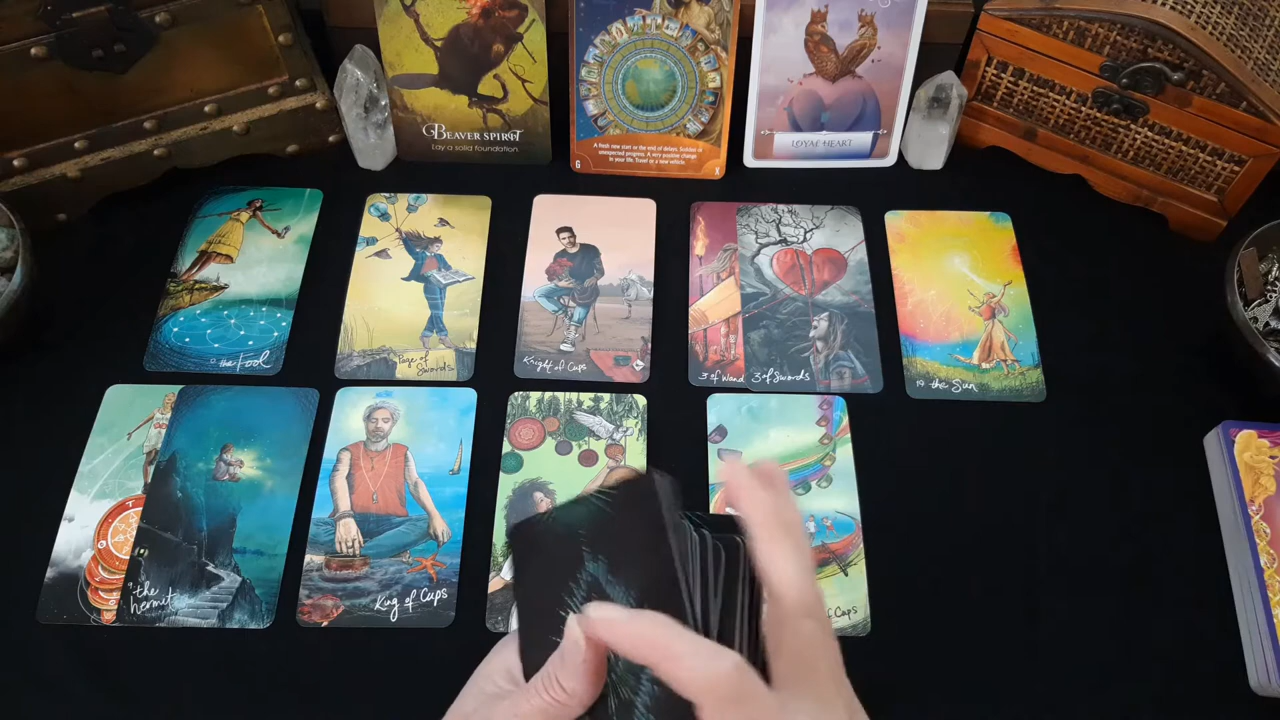 BEAVER SPIRIT
Lay a solid foundation
A fresh new start or the end of delays. Sudden or
unexpected progress. A very positive change
in your life. Travel or a new vehicle.
G
X
LOYAL HEART
0 the Fool
Page of
Swords
Knight of Cups
3 of Wand
3 of Swords
19 the Sun
9 the
hermit
King of Cups
Cups